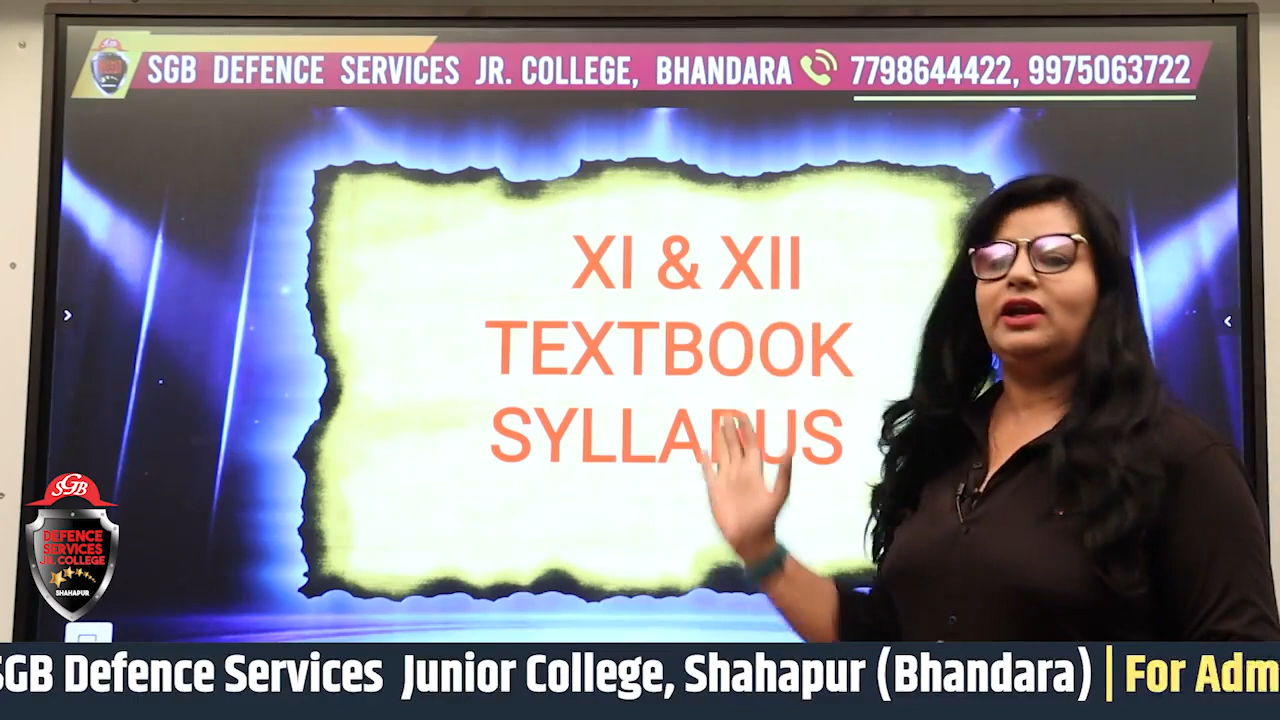 SGB DEFENCE SERVICES JR. COLLEGE, BHANDARA 7798644422, 9975063722
XI & XII
TEXTBOOK
SYLLABUS
SGB
DEFENCE
SERVICES
JR. COLLEGE
SHAHAPUR
SGB Defence Services Junior College, Shahapur (Bhandara) | For Adm